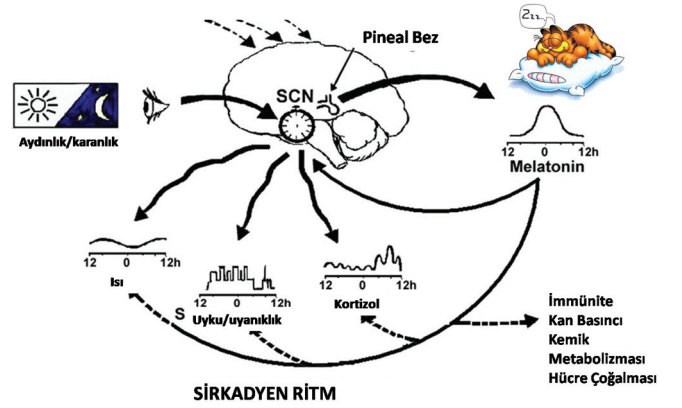 Zzz
Pineal Bez
SCN
Aydınlık/karanlık
12 0 12h
Melatonin
12 0 12h
Isı
12 0 12h
Uyku/uyanıklık
12 0 12h
Kortizol
S
İmmünite
Kan Basıncı
Kemik
Metabolizması
Hücre Çoğalması
SİRKADYEN RİTM